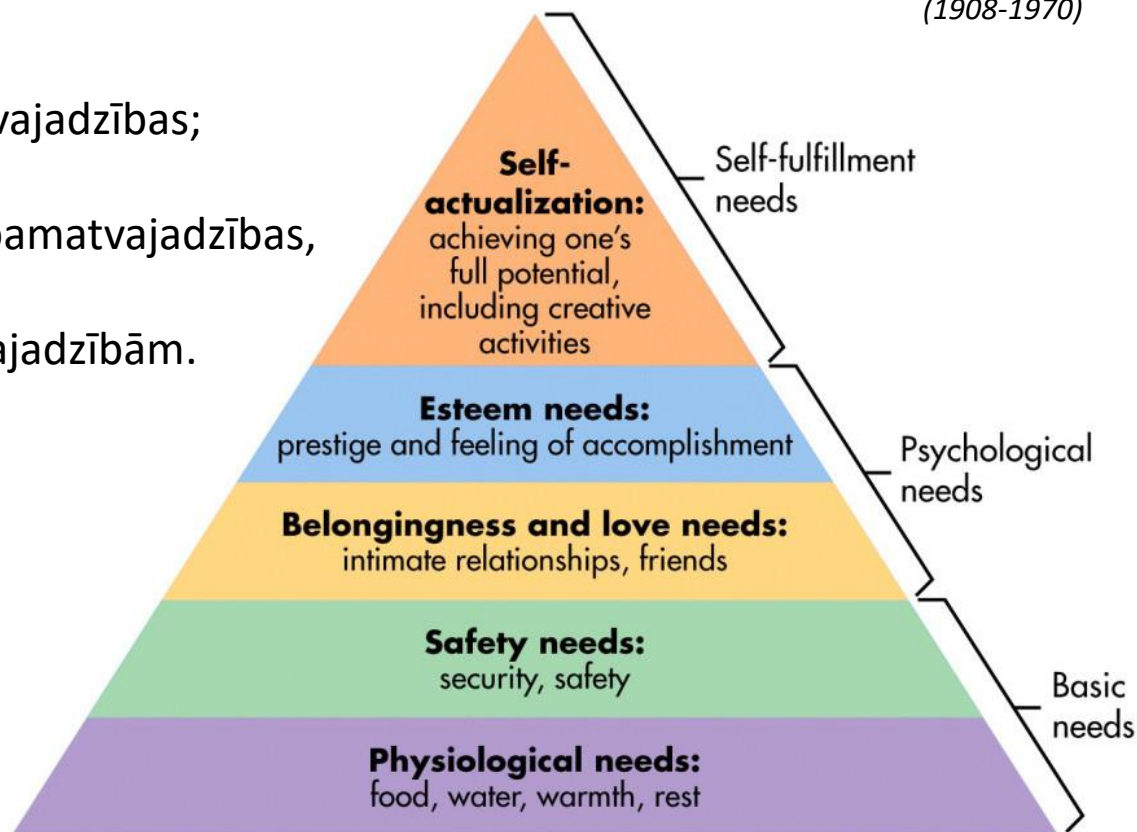 (1908-1970)
vajadzības;
pamatvajadzības,
ajadzībām.
Self-
actualization:
achieving one's
full potential,
including creative
activities
Self-fulfillment
needs
Esteem needs:
prestige and feeling of accomplishment
Psychological
needs
Belongingness and love needs:
intimate relationships, friends
Safety needs:
security, safety
Basic
needs
Physiological needs:
food, water, warmth, rest